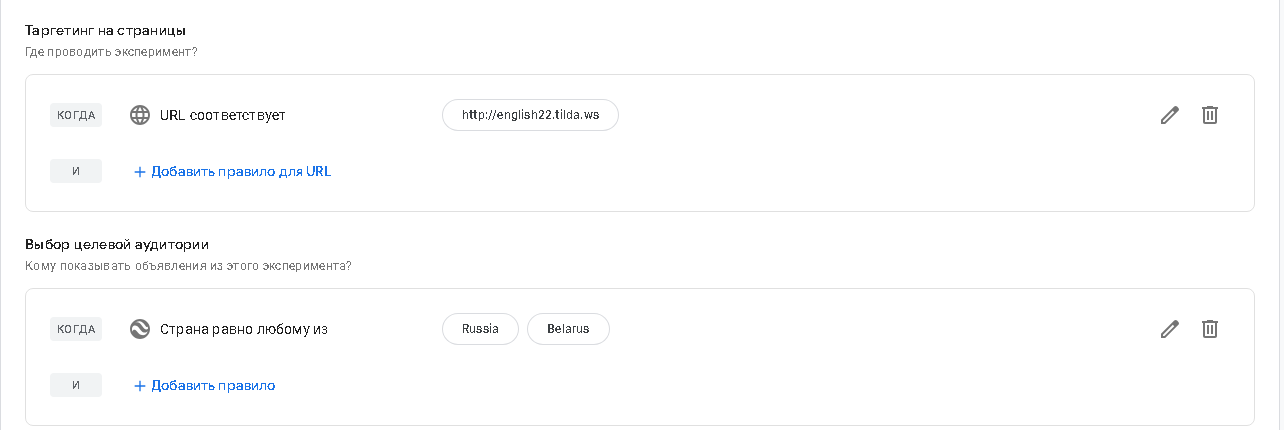 Таргетинг на страницы
Где проводить эксперимент?
КОГДА URL соответствует http://english22.tilda.ws
И + Добавить правило для URL
Выбор целевой аудитории
Кому показывать объявления из этого эксперимента?
КОГДА Страна равно любому из Russia Belarus
И + Добавить правило